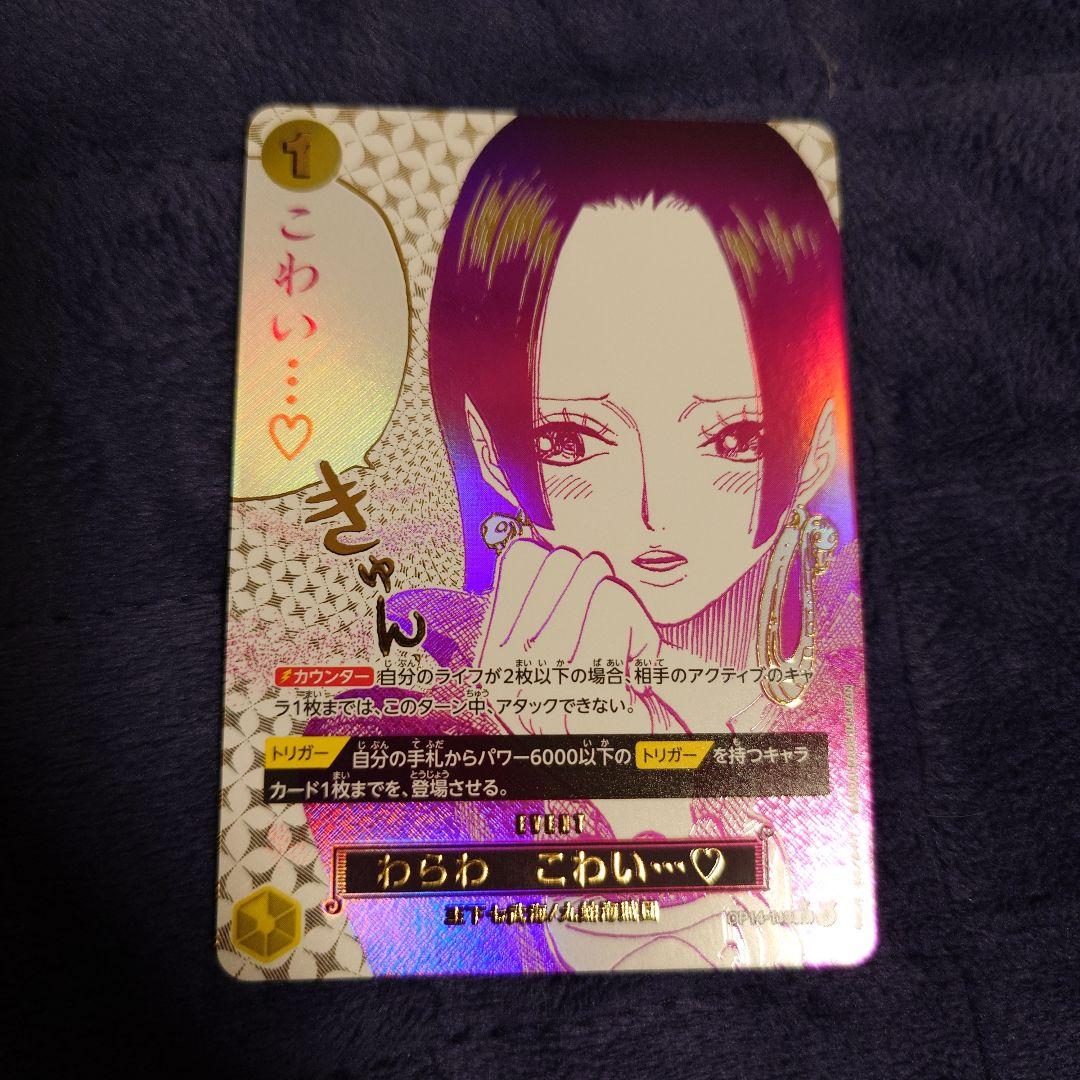 1
こわい…♡
きゅん
カウンター 自分のライフが2枚以下の場合、相手のアクティブのキャ
ラ1枚までは、このターン中、アタックできない。
トリガー 自分の手札からパワー6000以下の トリガー を持つキャラ
カード1枚までを、登場させる。
EVENT
わらわ こわい…♡
王下七武海/九蛇海賊団